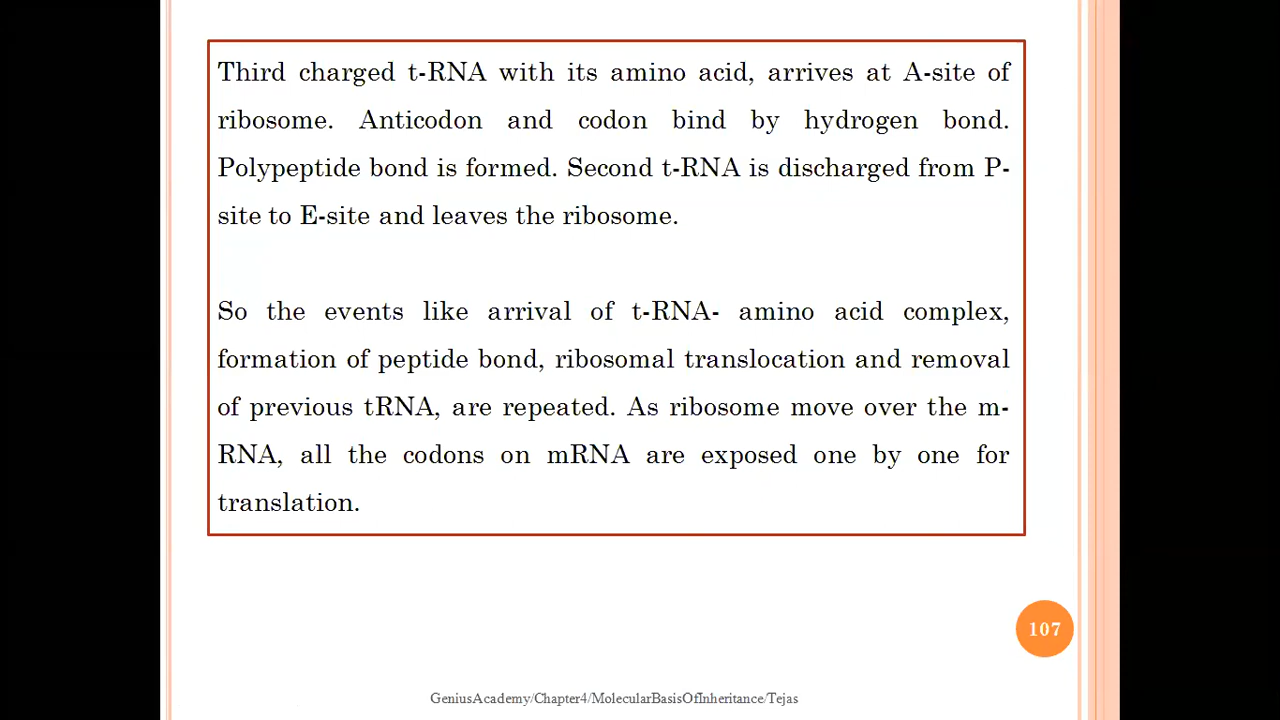 Third charged t-RNA with its amino acid, arrives at A-site of
ribosome. Anticodon and codon bind by hydrogen bond.
Polypeptide bond is formed. Second t-RNA is discharged from P-
site to E-site and leaves the ribosome.
So the events like arrival of t-RNA- amino acid complex,
formation of peptide bond, ribosomal translocation and removal
of previous tRNA, are repeated. As ribosome move over the m-
RNA, all the codons on mRNA are exposed one by one for
translation.
107
GeniusAcademy/Chapter4/MolecularBasisOfInheritance/Tejas